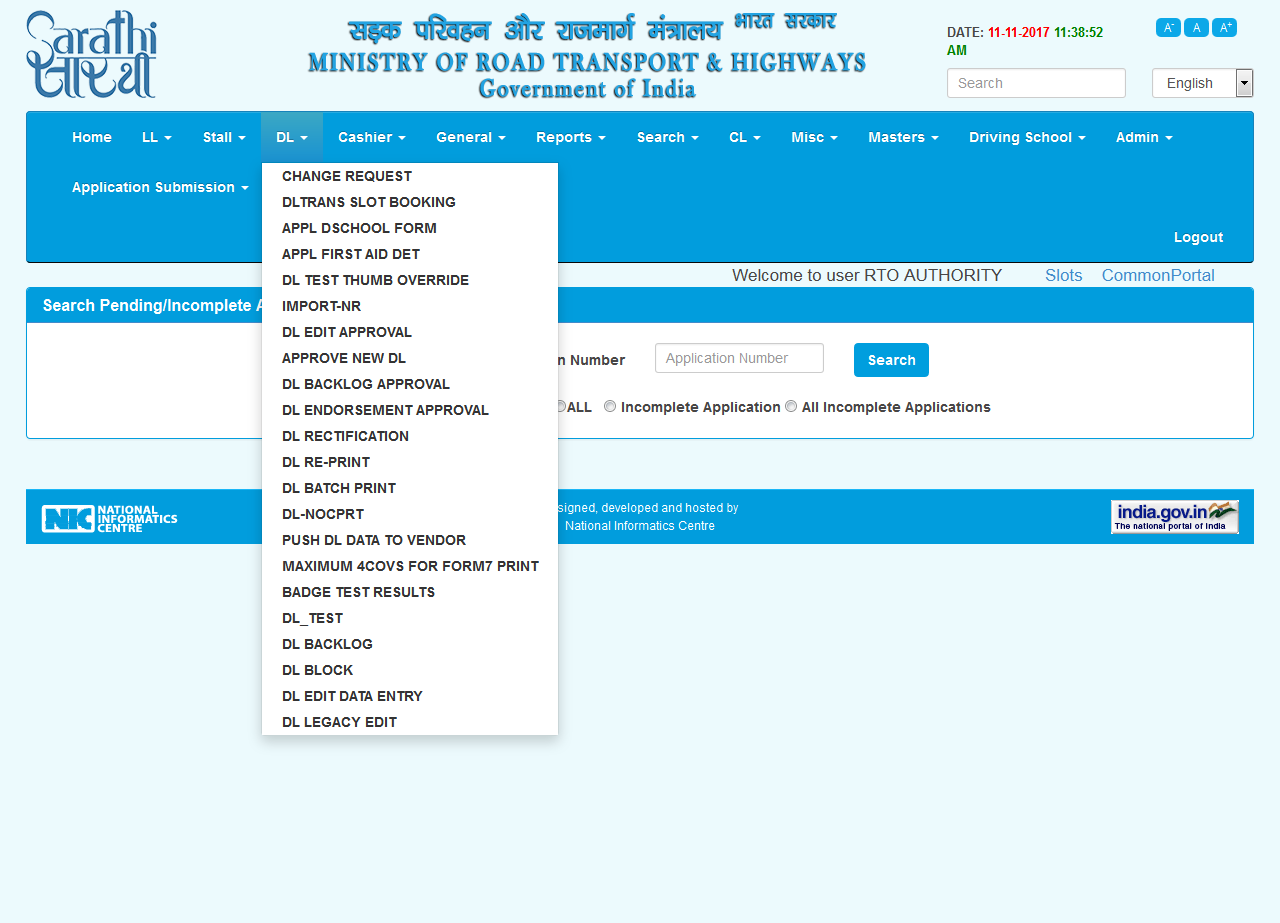 Sarathi
सारथी
सड़क परिवहन और राजमार्ग मंत्रालय भारत सरकार
MINISTRY OF ROAD TRANSPORT & HIGHWAYS
Government of India
DATE: 11-11-2017 11:38:52
AM
A- A A+
Search English
Home LL Stall DL Cashier General Reports Search CL Misc Masters Driving School Admin
Application Submission
Logout
CHANGE REQUEST
DLTRANS SLOT BOOKING
APPL DSCHOOL FORM
APPL FIRST AID DET
DL TEST THUMB OVERRIDE
IMPORT-NR
DL EDIT APPROVAL
APPROVE NEW DL
DL BACKLOG APPROVAL
DL ENDORSEMENT APPROVAL
DL RECTIFICATION
DL RE-PRINT
DL BATCH PRINT
DL-NOCPRT
PUSH DL DATA TO VENDOR
MAXIMUM 4COVS FOR FORM7 PRINT
BADGE TEST RESULTS
DL_TEST
DL BACKLOG
DL BLOCK
DL EDIT DATA ENTRY
DL LEGACY EDIT
Welcome to user RTO AUTHORITY Slots CommonPortal
Search Pending/Incomplete
n Number Application Number Search
ALL Incomplete Application All Incomplete Applications
NIC NATIONAL
INFORMATICS
CENTRE
signed, developed and hosted by
National Informatics Centre
india.gov.in
The national portal of India